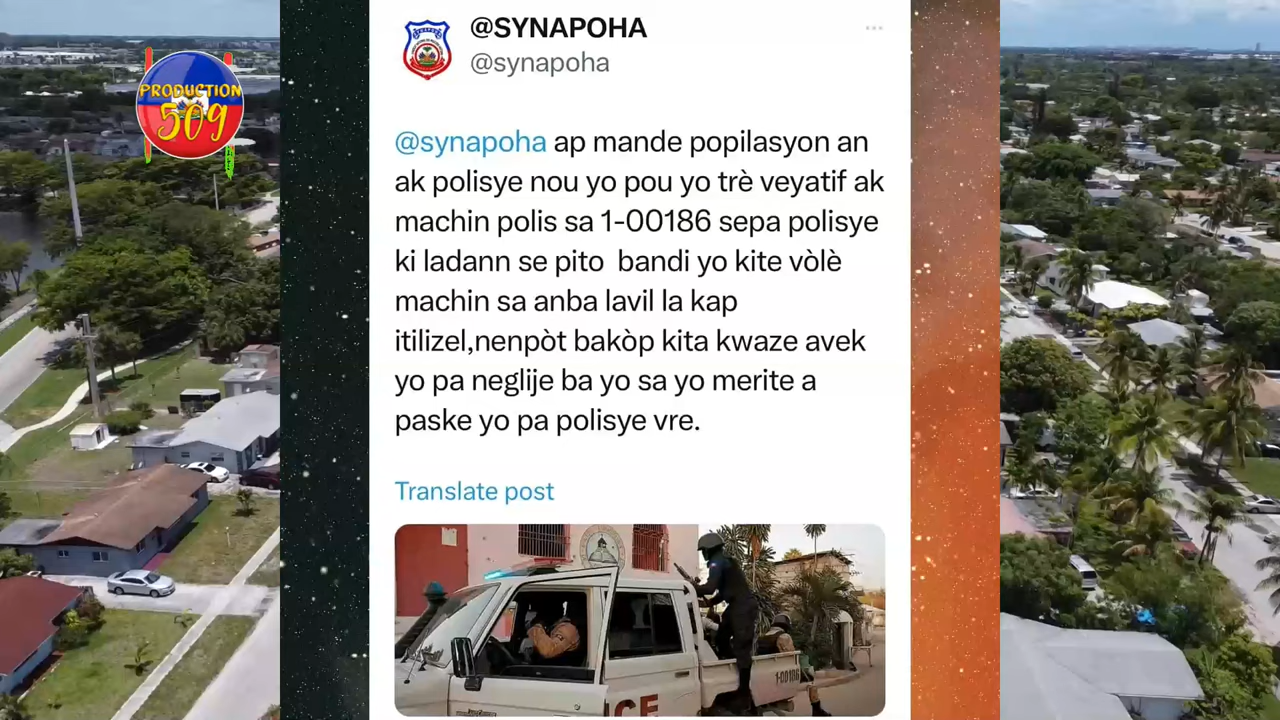 PRODUCTION
509
@SYNAPOHA
@synapoha
@synapoha ap mande popilasyon an
ak polisye nou yo pou yo trè veyatif ak
machin polis sa 1-00186 sepa polisye
ki ladann se pito  bandi yo kite vòlè
machin sa anba lavil la kap
itilizel,nenpòt bakòp kita kwaze avek
yo pa neglije ba yo sa yo merite a
paske yo pa polisye vre.
Translate post
1-00186
CE